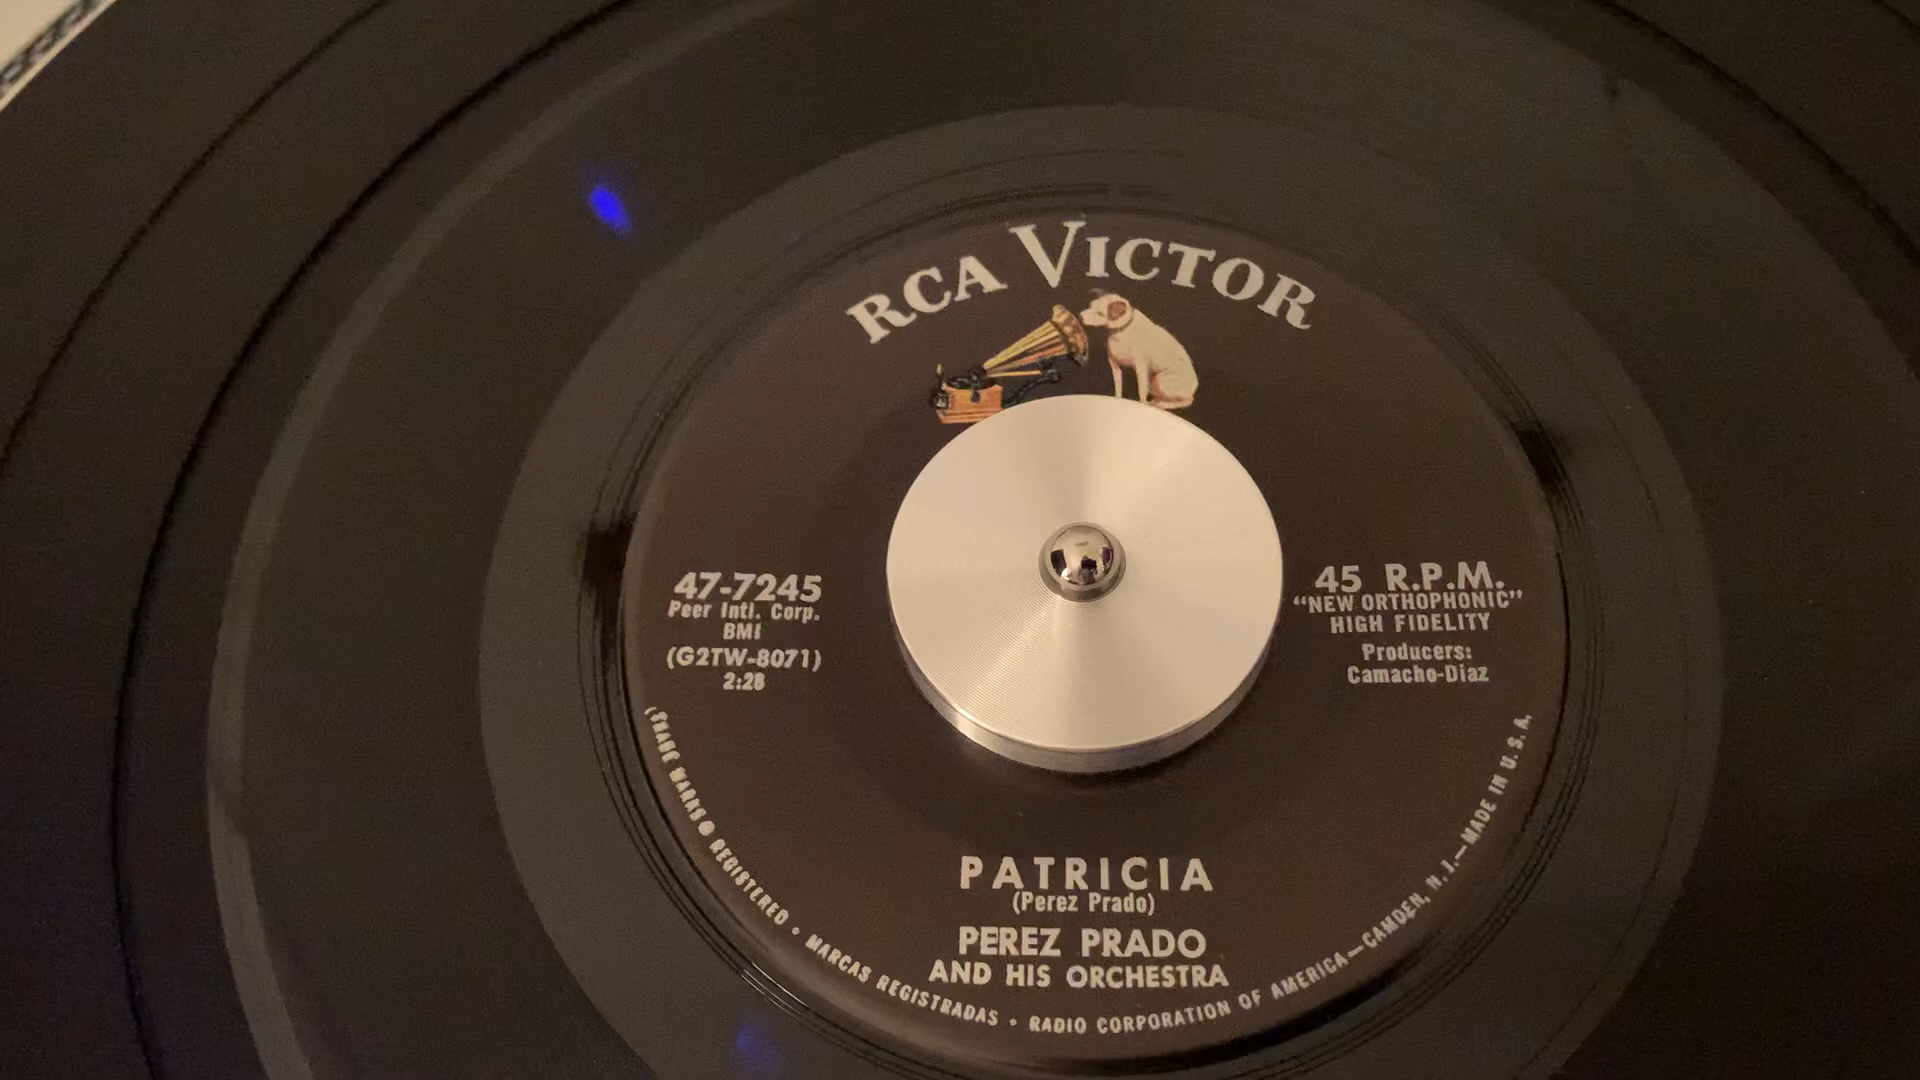 RCA VICTOR
47-7245
Peer Intl. Corp.
BMI
(G2TW-8071)
2:28
45 R.P.M.
"NEW ORTHOPHONIC"
HIGH FIDELITY
Producers:
Camacho-Diaz
PATRICIA
(Perez Prado)
PEREZ PRADO
AND HIS ORCHESTRA
(TRADE MARKS ® REGISTERED • MARCAS REGISTRADAS • RADIO CORPORATION OF AMERICA—CAMDEN, N. J.—MADE IN U. S. A.